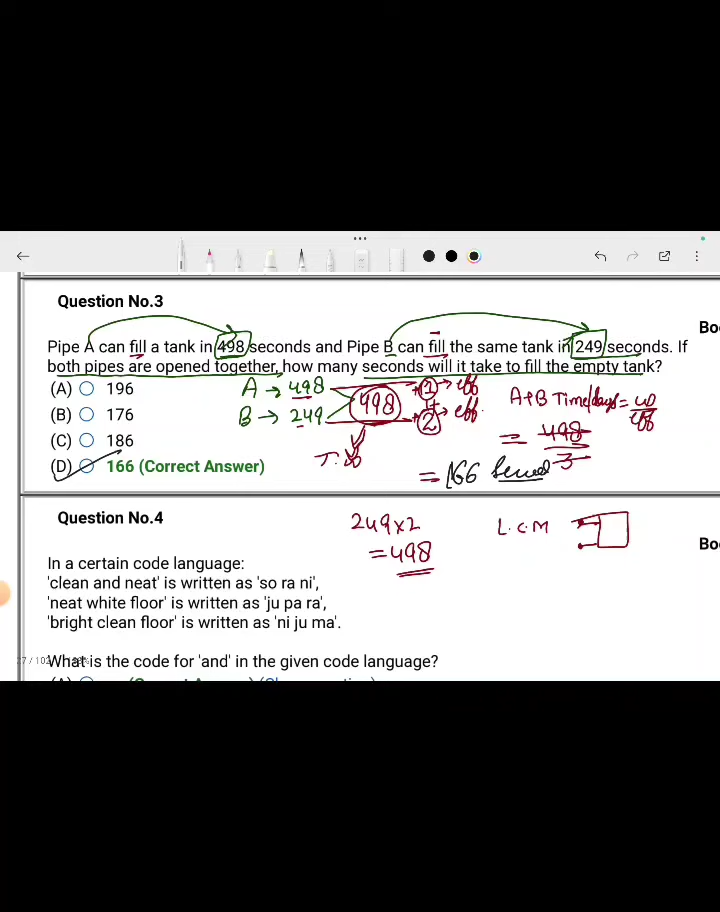 Question No.3
Boo
Pipe A can fill a tank in 498 seconds and Pipe B can fill the same tank in 249 seconds. If
both pipes are opened together, how many seconds will it take to fill the empty tank?
(A) 196
A → 498
498
1 → eff
A+B Time/days = w/eff
(B) 176
B → 249
2 → eff.
= 498/3
(C) 186
T.w
(D) 166 (Correct Answer)
= 166 Second
Question No.4
249×2
L.C.M
= 498
Boo
In a certain code language:
'clean and neat' is written as 'so ra ni',
'neat white floor' is written as 'ju pa ra',
'bright clean floor' is written as 'ni ju ma'.
What is the code for 'and' in the given code language?